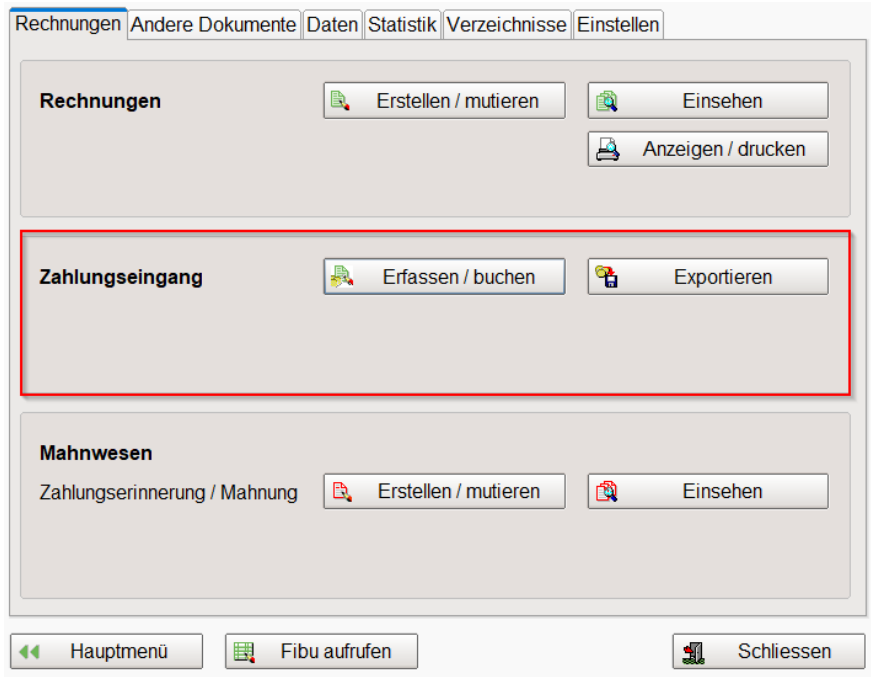 Rechnungen Andere Dokumente Daten Statistik Verzeichnisse Einstellen
Rechnungen Erstellen / mutieren Einsehen
Anzeigen / drucken
Zahlungseingang Erfassen / buchen Exportieren
Mahnwesen
Zahlungserinnerung / Mahnung Erstellen / mutieren Einsehen
Hauptmenü Fibu aufrufen Schliessen